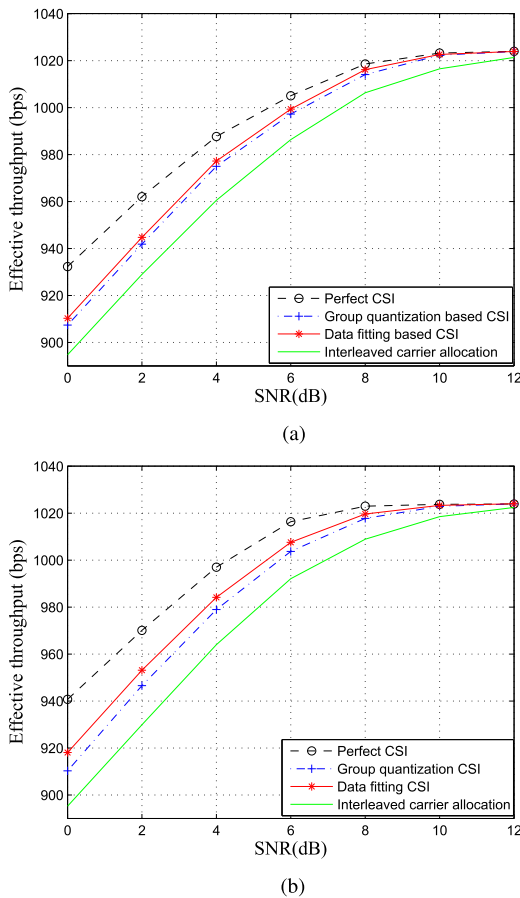 1040
1020
1000
980
960
940
920
900
0
2
4
6
8
10
12
Effective throughput (bps)
SNR(dB)
Perfect CSI
Group quantization based CSI
Data fitting based CSI
Interleaved carrier allocation
(a)
1040
1020
1000
980
960
940
920
900
0
2
4
6
8
10
12
Effective throughput (bps)
SNR(dB)
Perfect CSI
Group quantization CSI
Data fitting CSI
Interleaved carrier allocation
(b)